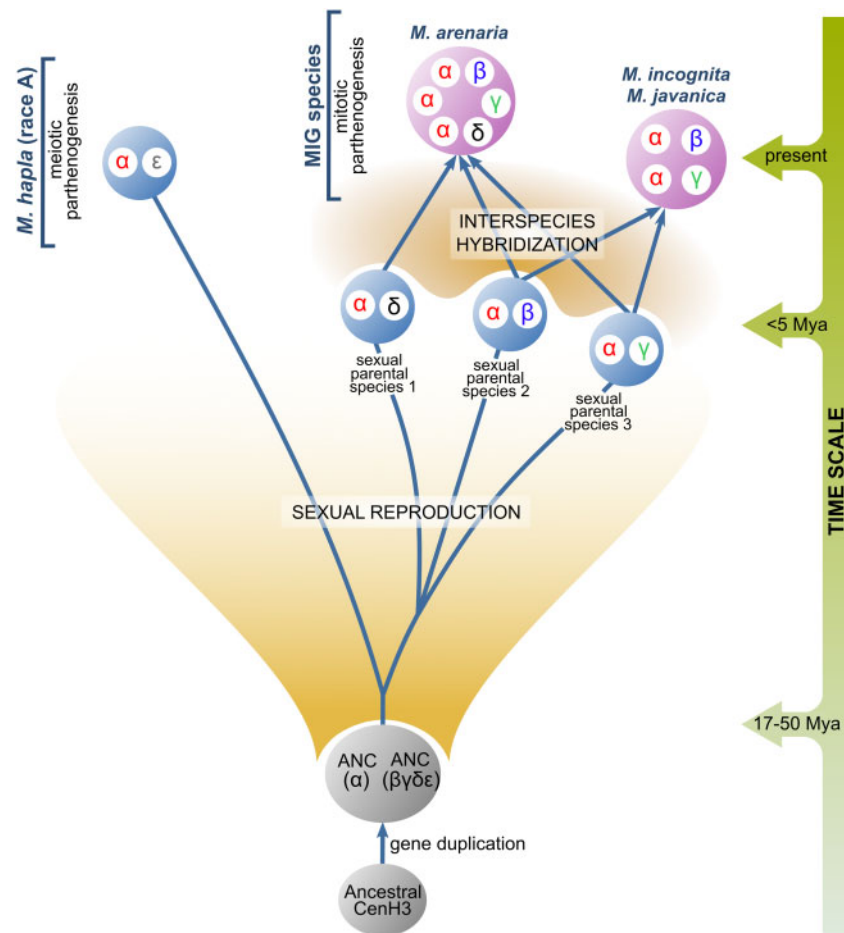 M. hapla (race A)
meiotic
parthenogenesis
α ε
MIG species
mitotic
parthenogenesis
M. arenaria
α β
α γ
α δ
M. incognita
M. javanica
α β
α γ
INTERSPECIES
HYBRIDIZATION
α δ
sexual
parental
species 1
α β
sexual
parental
species 2
α γ
sexual
parental
species 3
SEXUAL REPRODUCTION
ANC ANC
(α) (βγδε)
gene duplication
Ancestral
CenH3
present
<5 Mya
TIME SCALE
17-50 Mya